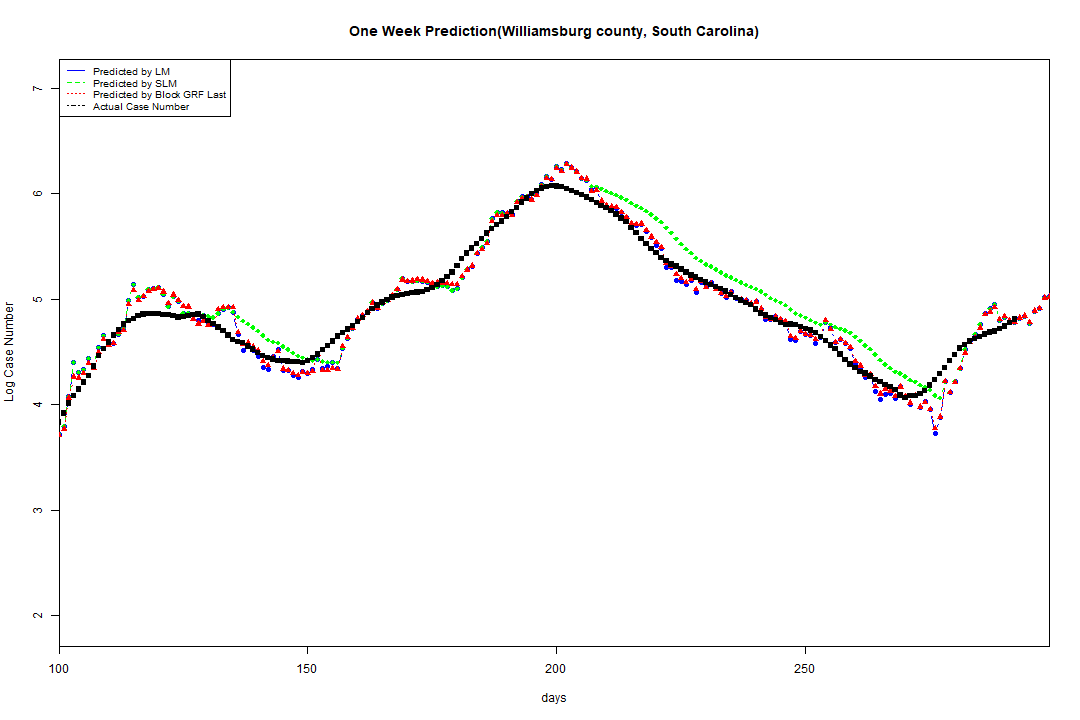 One Week Prediction(Williamsburg county, South Carolina)
Predicted by LM
Predicted by SLM
Predicted by Block GRF Last
Actual Case Number
7
6
5
4
3
2
Log Case Number
100 150 200 250
days